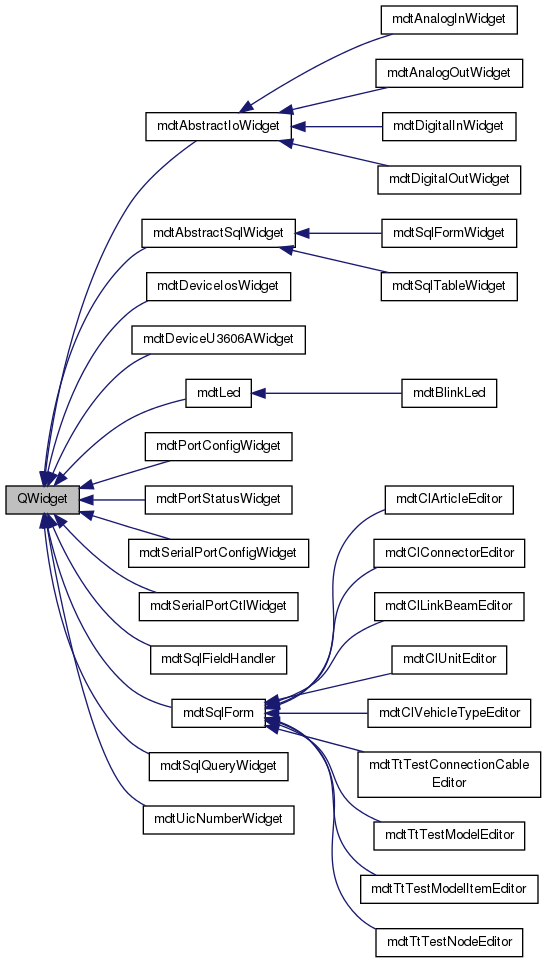 mdtAnalogInWidget
mdtAnalogOutWidget
mdtAbstractIoWidget
mdtDigitalInWidget
mdtDigitalOutWidget
mdtAbstractSqlWidget
mdtSqlFormWidget
mdtSqlTableWidget
mdtDeviceIosWidget
mdtDeviceU3606AWidget
mdtLed
mdtBlinkLed
mdtPortConfigWidget
QWidget
mdtPortStatusWidget
mdtClArticleEditor
mdtSerialPortConfigWidget
mdtClConnectorEditor
mdtSerialPortCtlWidget
mdtClLinkBeamEditor
mdtSqlFieldHandler
mdtClUnitEditor
mdtSqlForm
mdtClVehicleTypeEditor
mdtSqlQueryWidget
mdtTtTestConnectionCable
Editor
mdtUicNumberWidget
mdtTtTestModelEditor
mdtTtTestModelItemEditor
mdtTtTestNodeEditor